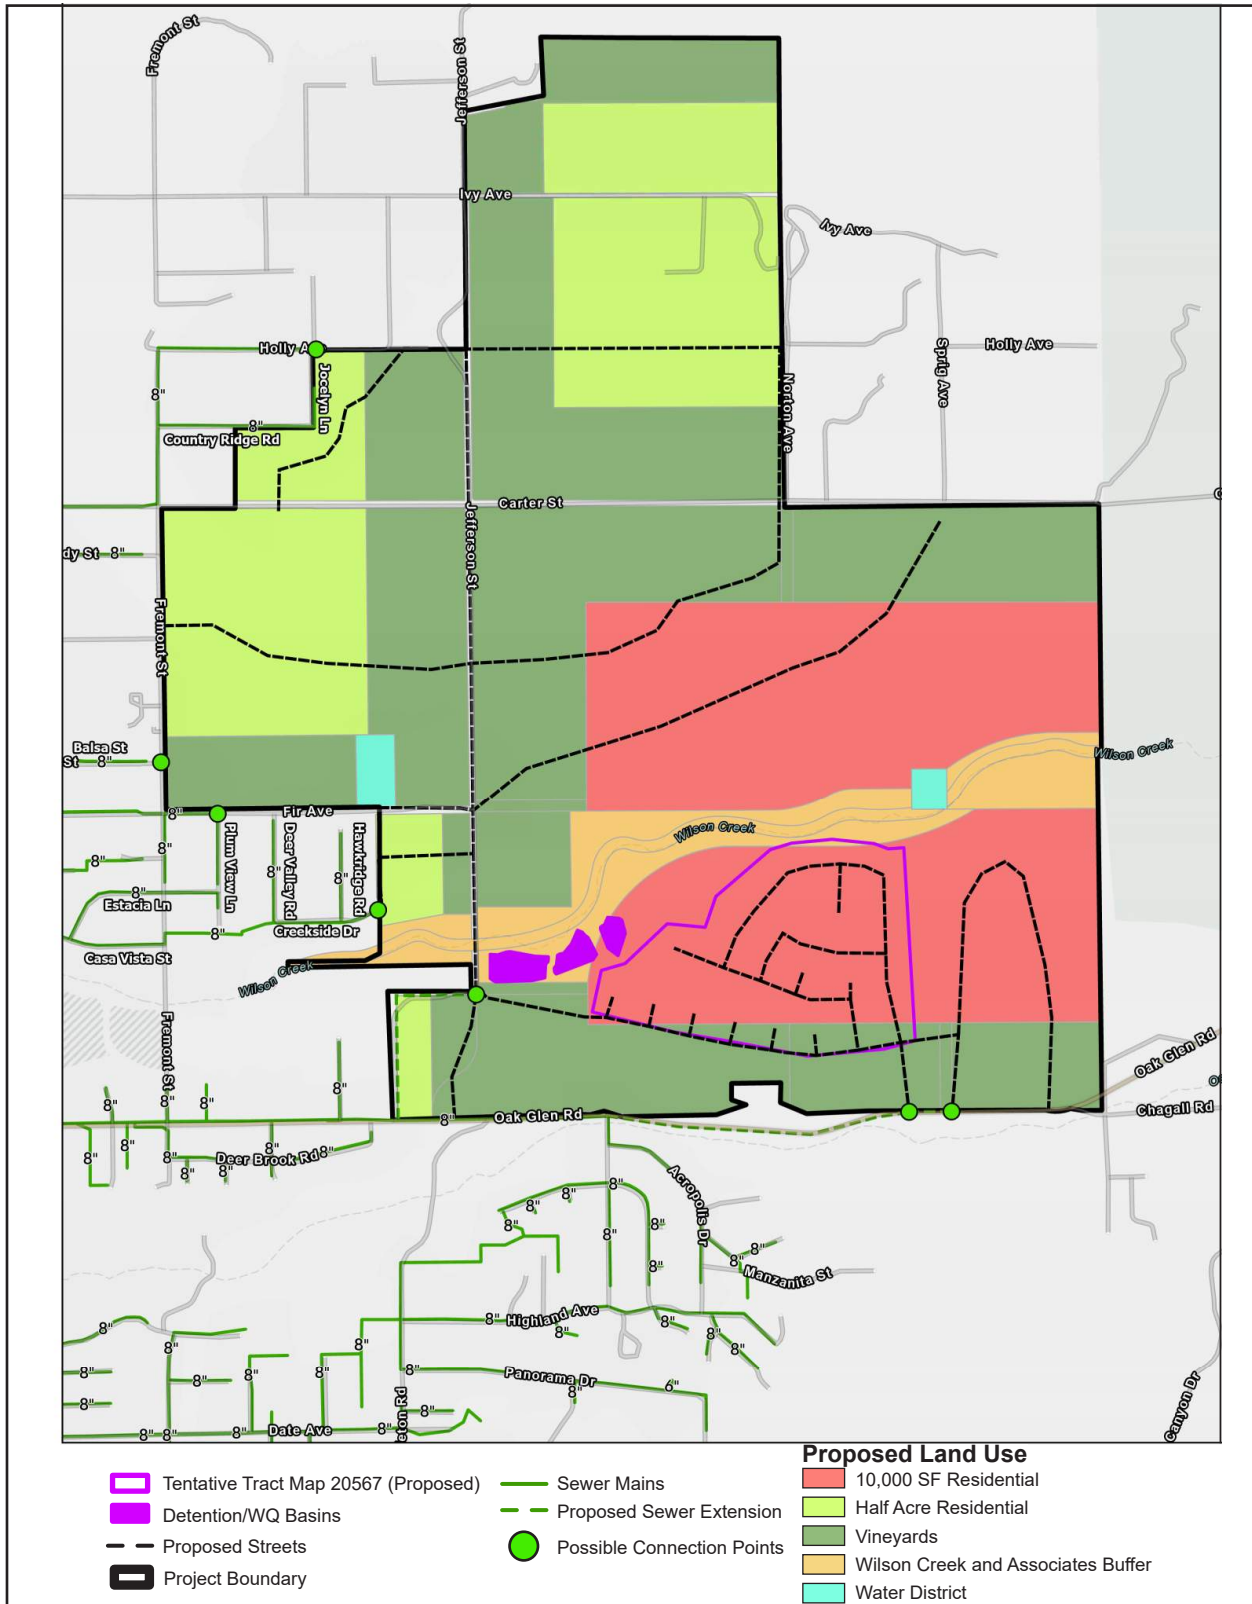 Fremont St
Jefferson St
Ivy Ave
Ivy Ave
Holly A
Jocelyn Ln
8"
8"
Country Ridge Rd
Norton Ave
Sprig Ave
Holly Ave
Carter St
C
dy St 8"
Jefferson St
Fremont St
Balsa St
St 8"
Wilson Creek
8"
Fir Ave
Plum View Ln
Deer Valley Rd
Hawkridge Rd
Wilson Creek
8"
8"
8"
8"
8"
Estacia Ln
8"
Creekside Dr
Casa Vista St
Wilson Creek
Fremont St
Oak Glen Rd
8"
8"
8"
8"
8"
Oak Glen Rd
Chagall Rd
O
8"
8"
8"
8"
Deer Brook Rd
8"
8"
8"
Acropolis Dr
8"
8"
8"
8"
8"
8"
8"
8"
8"
Manzanita St
8"
8"
Highland Ave
8"
8"
8"
8"
8"
8"
8"
8"
8"
8"
8"
8"
Panorama Dr
8"
6"
8"
8"
eton Rd
Canyon Dr
8"
8"
8"
Date Ave
8"
Proposed Land Use
Tentative Tract Map 20567 (Proposed)
Detention/WQ Basins
Proposed Streets
Project Boundary
Sewer Mains
Proposed Sewer Extension
Possible Connection Points
10,000 SF Residential
Half Acre Residential
Vineyards
Wilson Creek and Associates Buffer
Water District